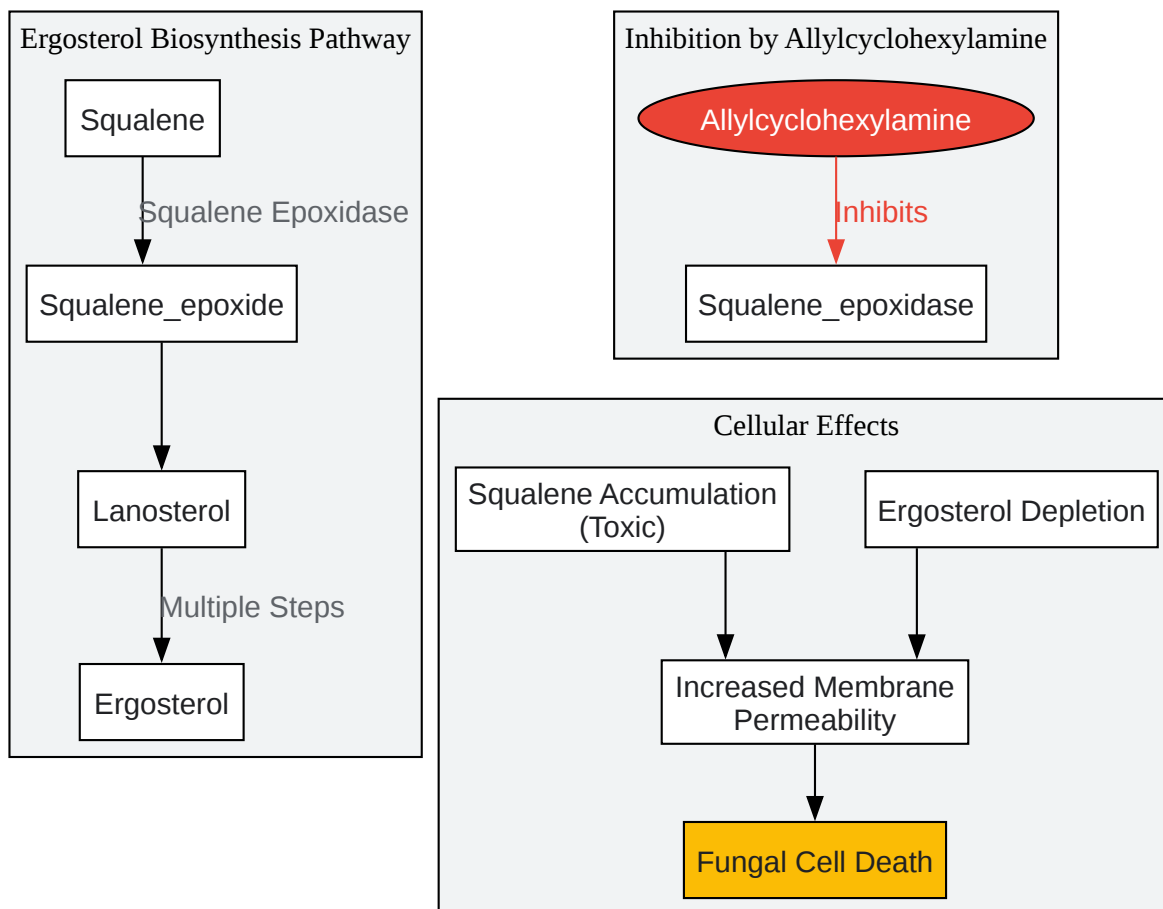 Ergosterol Biosynthesis Pathway
Squalene
Squalene Epoxidase
Squalene_epoxide
Lanosterol
Multiple Steps
Ergosterol
Inhibition by Allylcyclohexylamine
Allylcyclohexylamine
Inhibits
Squalene_epoxidase
Cellular Effects
Squalene Accumulation
(Toxic)
Ergosterol Depletion
Increased Membrane
Permeability
Fungal Cell Death